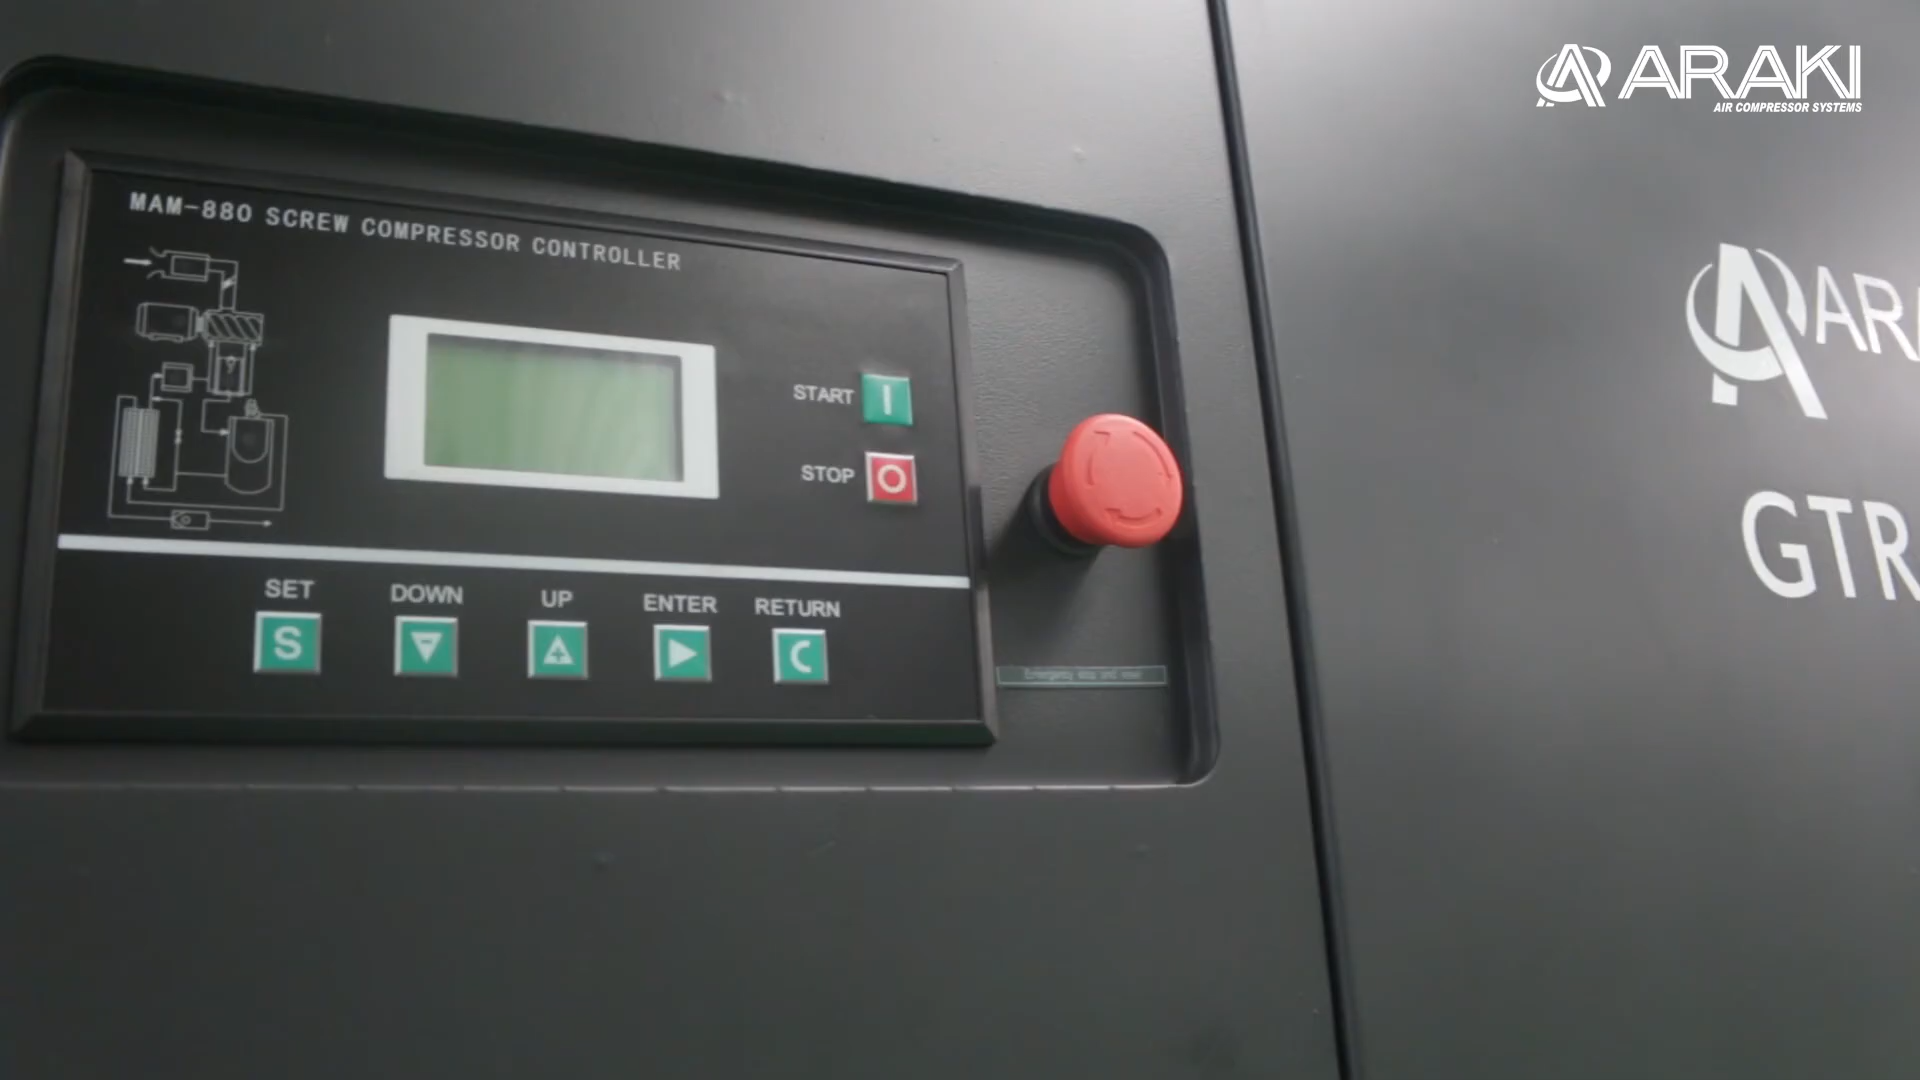 ARAKI
AIR COMPRESSOR SYSTEMS
MAM-880 SCREW COMPRESSOR CONTROLLER
START
STOP
SET
DOWN
UP
ENTER
RETURN
S
C
ARA
GTR